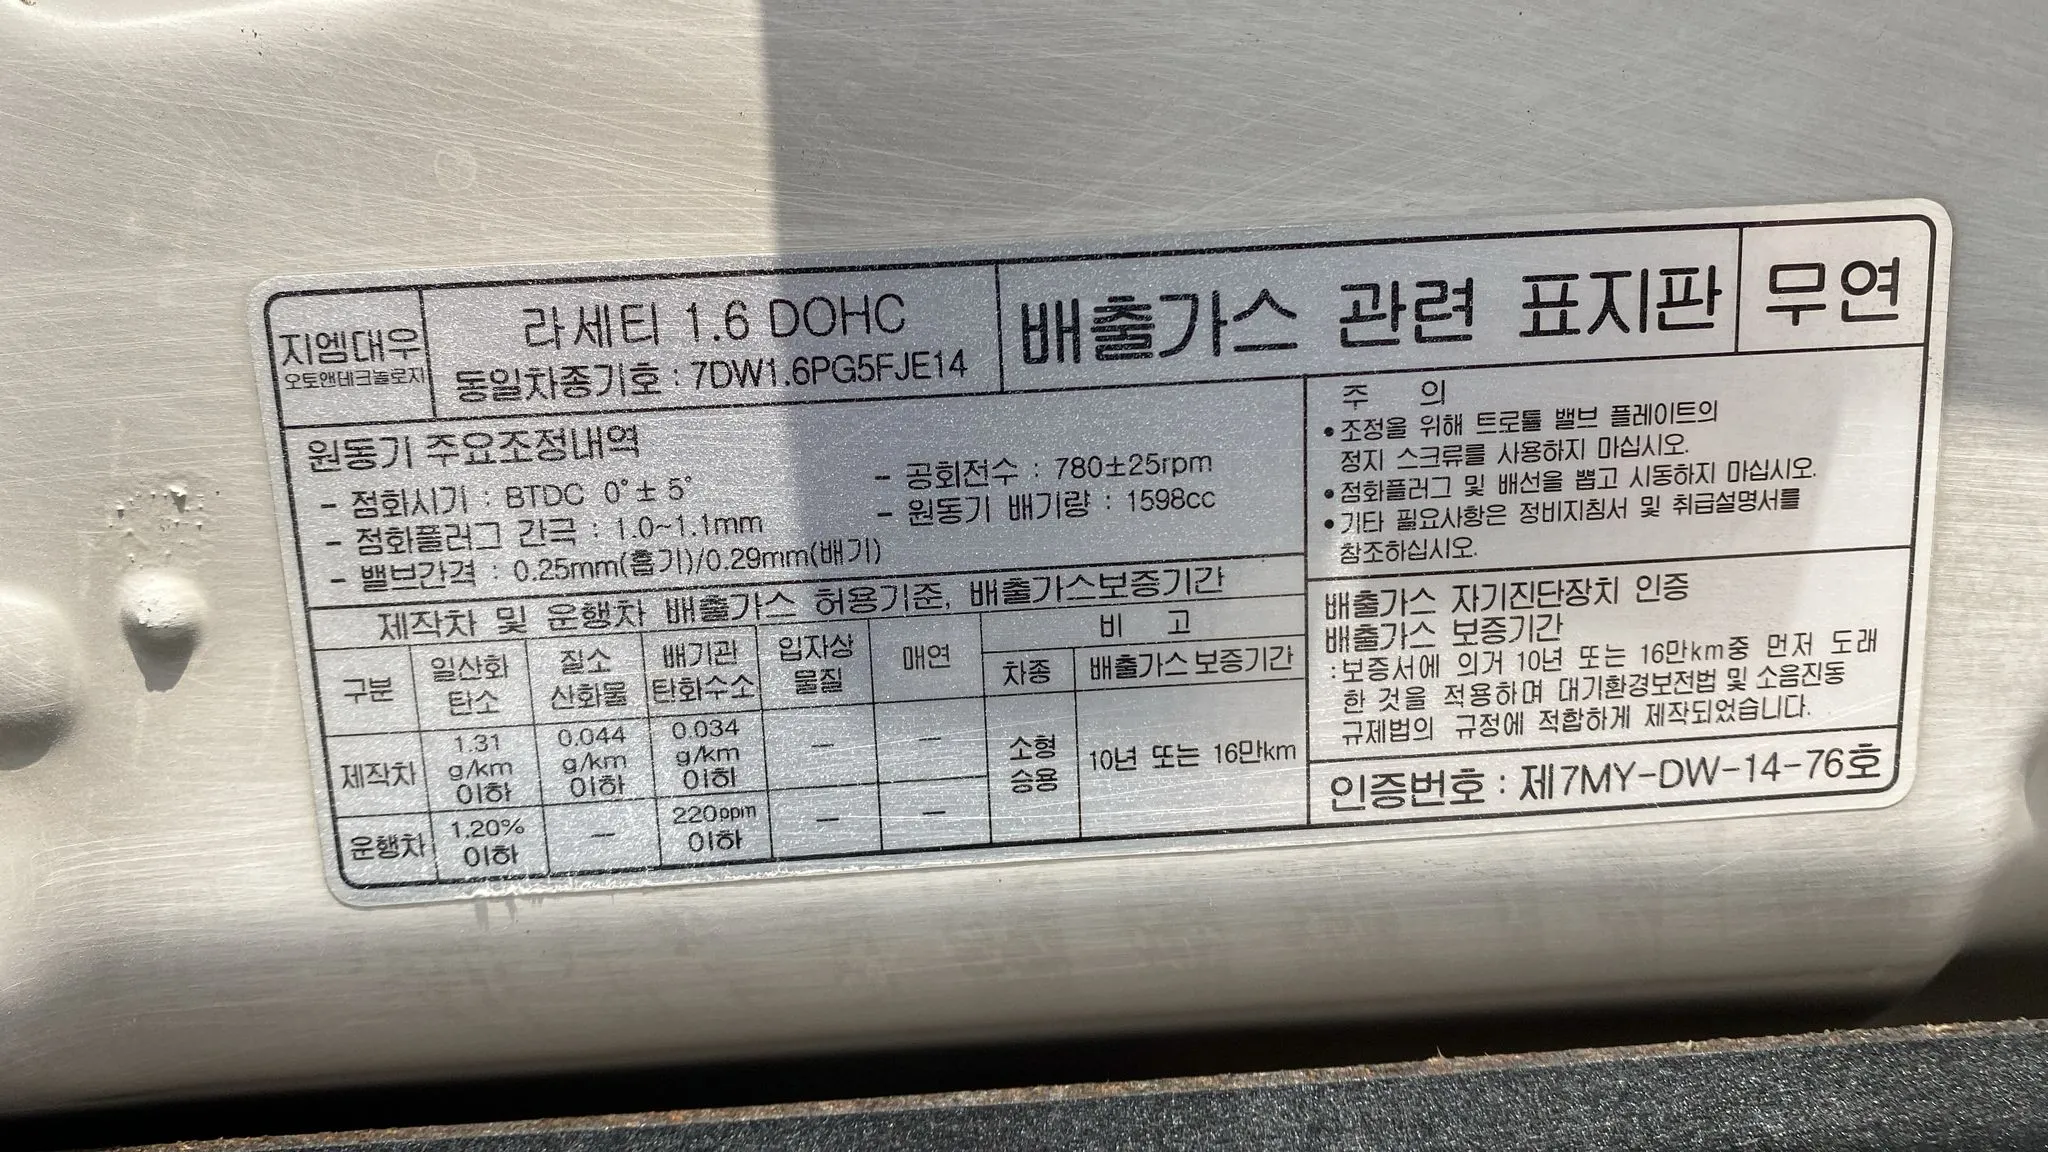 지엠대우
오토앤테크놀로지
라세티 1.6 DOHC
동일차종기호 : 7DW1.6PG5FJE14
배출가스 관련 표지판
무연
원동기 주요조정내역
- 점화시기 : BTDC 0°± 5°
- 점화플러그 간극 : 1.0~1.1mm
- 밸브간격 : 0.25mm(흡기)/0.29mm(배기)
- 공회전수 : 780±25rpm
- 원동기 배기량 : 1598cc
제작차 및 운행차 배출가스 허용기준, 배출가스보증기간
구분 일산화탄소 질소산화물 배기관탄화수소 입자상물질 매연 비 고
차종 배출가스 보증기간
제작차 1.31 g/km 이하 0.044 g/km 이하 0.034 g/km 이하 — — 소형승용 10년 또는 16만km
운행차 1.20% 이하 — 220ppm 이하 — —
주 의
•조정을 위해 트로틀 밸브 플레이트의
정지 스크류를 사용하지 마십시오.
•점화플러그 및 배선을 뽑고 시동하지 마십시오.
•기타 필요사항은 정비지침서 및 취급설명서를
참조하십시오.
배출가스 자기진단장치 인증
배출가스 보증기간
:보증서에 의거 10년 또는 16만km중 먼저 도래
한 것을 적용하며 대기환경보전법 및 소음진동
규제법의 규정에 적합하게 제작되었습니다.
인증번호 : 제7MY-DW-14-76호